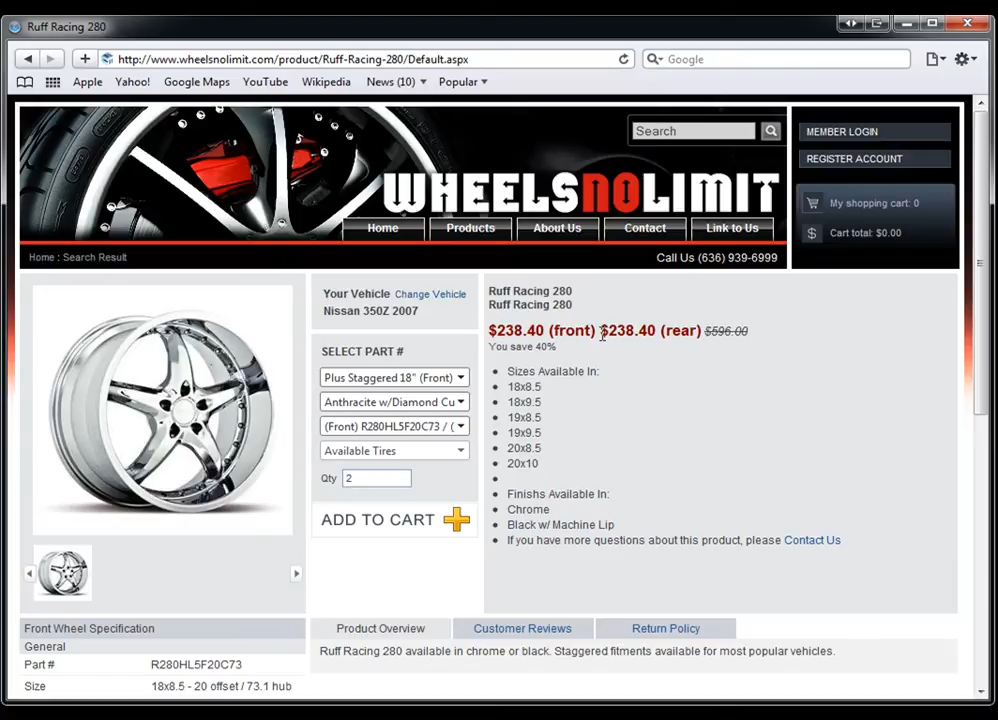 Ruff Racing 280
http://www.wheelsnolimit.com/product/Ruff-Racing-280/Default.aspx
Google
Apple Yahoo! Google Maps YouTube Wikipedia News (10) Popular
Search
WHEELSNOLIMIT
Home Products About Us Contact Link to Us
Home : Search Result Call Us (636) 939-6999
MEMBER LOGIN
REGISTER ACCOUNT
My shopping cart: 0
$ Cart total: $0.00
Your Vehicle Change Vehicle
Nissan 350Z 2007
SELECT PART #
Plus Staggered 18" (Front)
Anthracite w/Diamond Cu
(Front) R280HL5F20C73 / (
Available Tires
Qty 2
ADD TO CART
Ruff Racing 280
Ruff Racing 280
$238.40 (front) $238.40 (rear) $596.00
You save 40%
Sizes Available In:
18x8.5
18x9.5
19x8.5
19x9.5
20x8.5
20x10
Finishs Available In:
Chrome
Black w/ Machine Lip
If you have more questions about this product, please Contact Us
Front Wheel Specification
General
Part # R280HL5F20C73
Size 18x8.5 - 20 offset / 73.1 hub
Product Overview Customer Reviews Return Policy
Ruff Racing 280 available in chrome or black. Staggered fitments available for most popular vehicles.